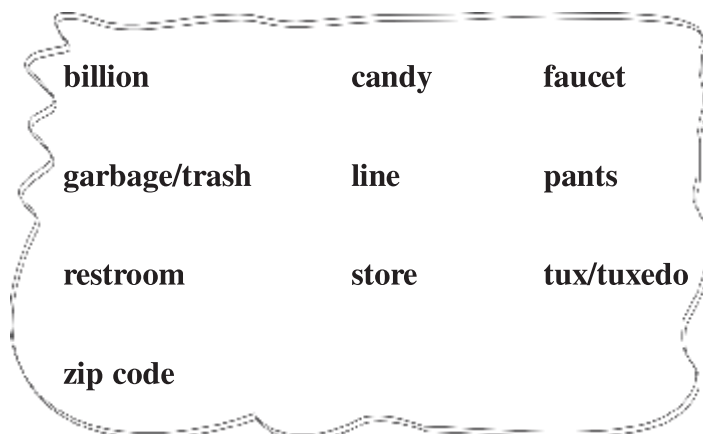 billion candy faucet
garbage/trash line pants
restroom store tux/tuxedo
zip code